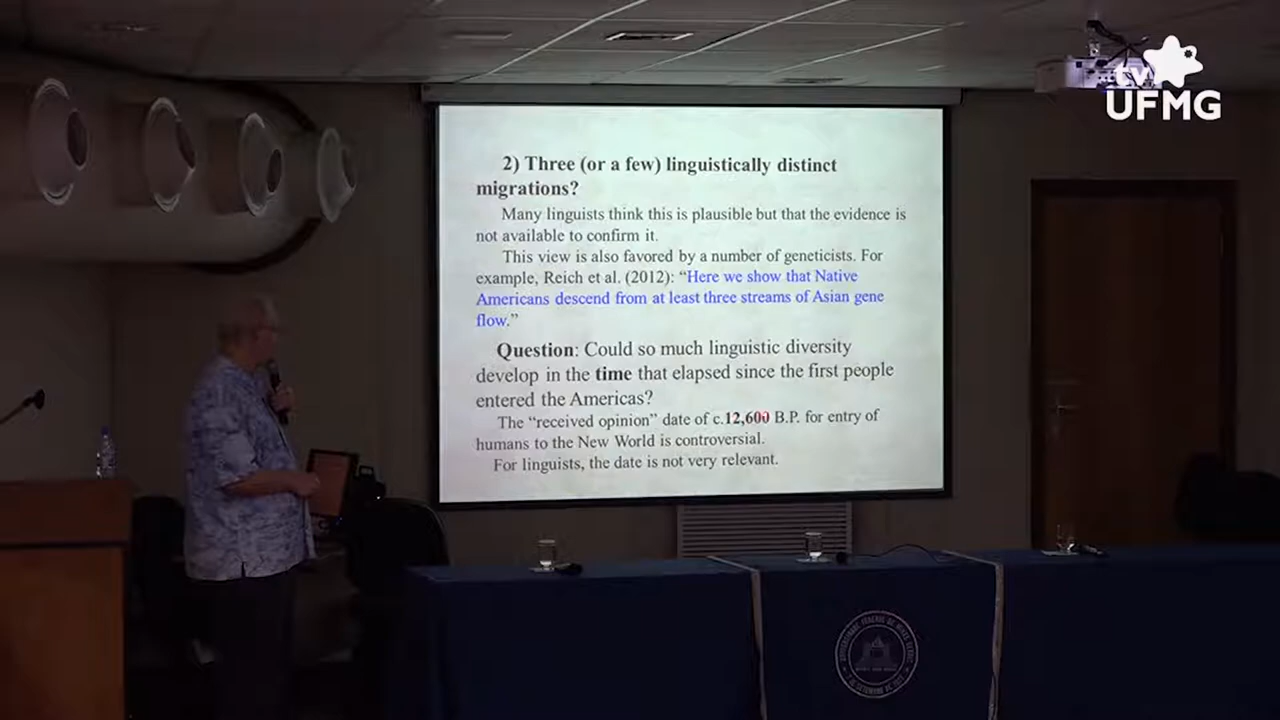 tv
UFMG
2) Three (or a few) linguistically distinct
migrations?
Many linguists think this is plausible but that the evidence is
not available to confirm it.
This view is also favored by a number of geneticists. For
example, Reich et al. (2012): “Here we show that Native
Americans descend from at least three streams of Asian gene
flow.”
Question: Could so much linguistic diversity
develop in the time that elapsed since the first people
entered the Americas?
The “received opinion” date of c.12,600 B.P. for entry of
humans to the New World is controversial.
For linguists, the date is not very relevant.